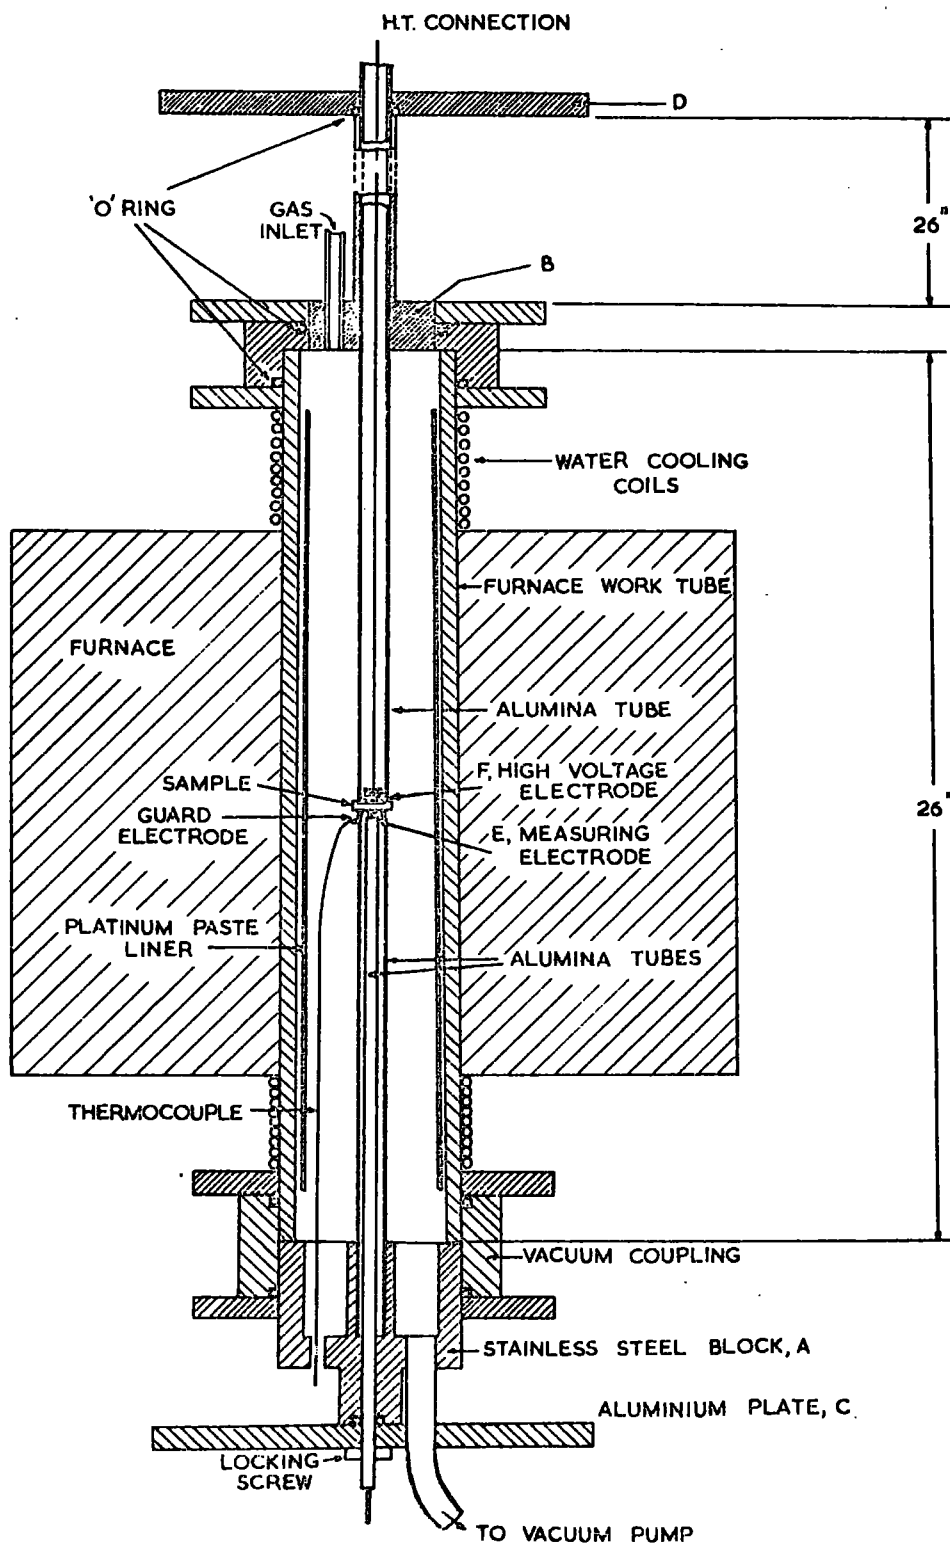 H.T. CONNECTION
D
'O' RING
GAS
INLET
26"
B
WATER COOLING
COILS
FURNACE WORK TUBE
FURNACE
ALUMINA TUBE
F, HIGH VOLTAGE
ELECTRODE
SAMPLE
GUARD
ELECTRODE
26"
E, MEASURING
ELECTRODE
PLATINUM PASTE
LINER
ALUMINA TUBES
THERMOCOUPLE
VACUUM COUPLING
STAINLESS STEEL BLOCK, A
ALUMINIUM PLATE, C
LOCKING
SCREW
TO VACUUM PUMP